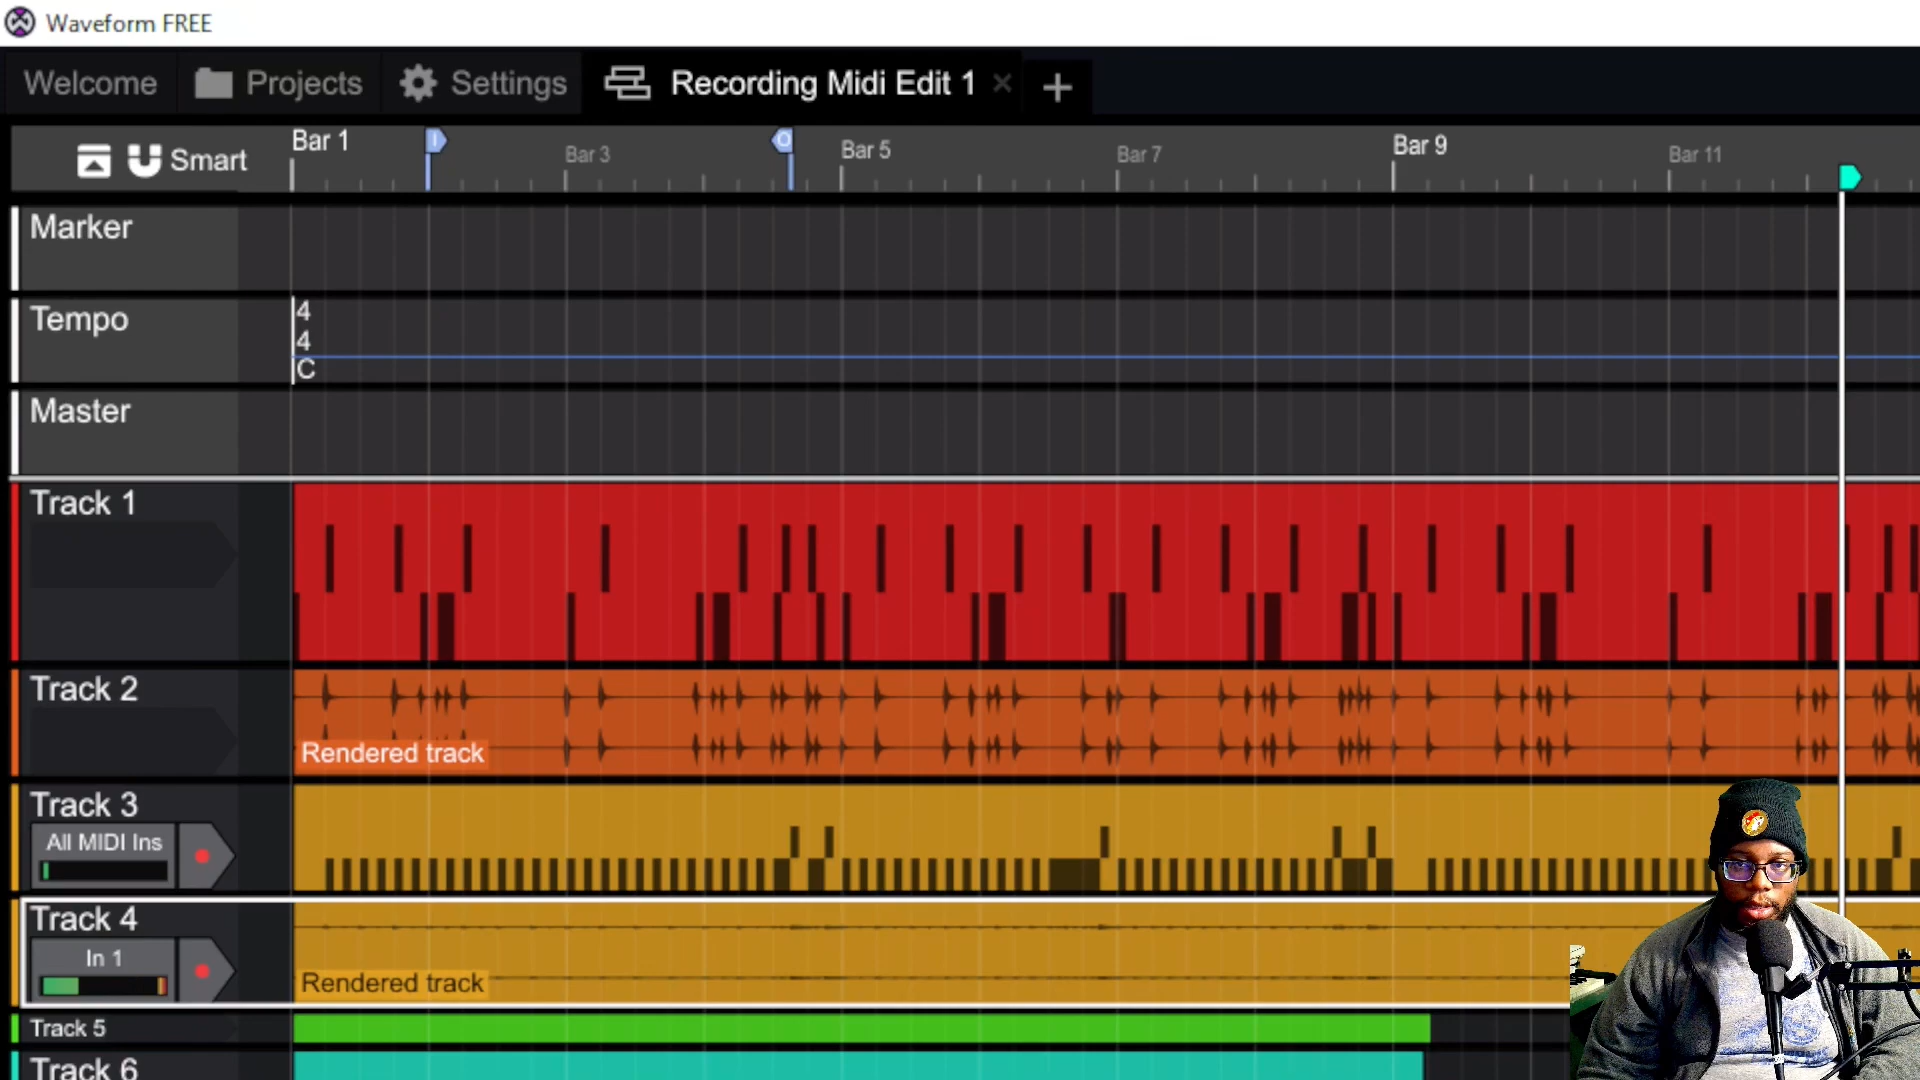 Waveform FREE
Welcome Projects Settings Recording Midi Edit 1
Smart
Bar 1 Bar 3 Bar 5 Bar 7 Bar 9 Bar 11
I O
Marker
Tempo
4
4
C
Master
Track 1
Track 2
Rendered track
Track 3
All MIDI Ins
Track 4
In 1
Rendered track
Track 5
Track 6